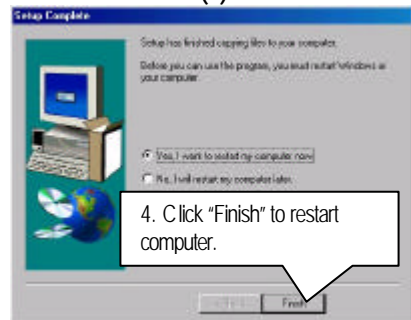 Setup Complete
Setup has finished copying files to your computer.
Before you can use the program, you must restart Windows or
your computer.
Yes, I want to restart my computer now.
No, I will restart my computer later.
4. Click “Finish” to restart
computer.
Finish